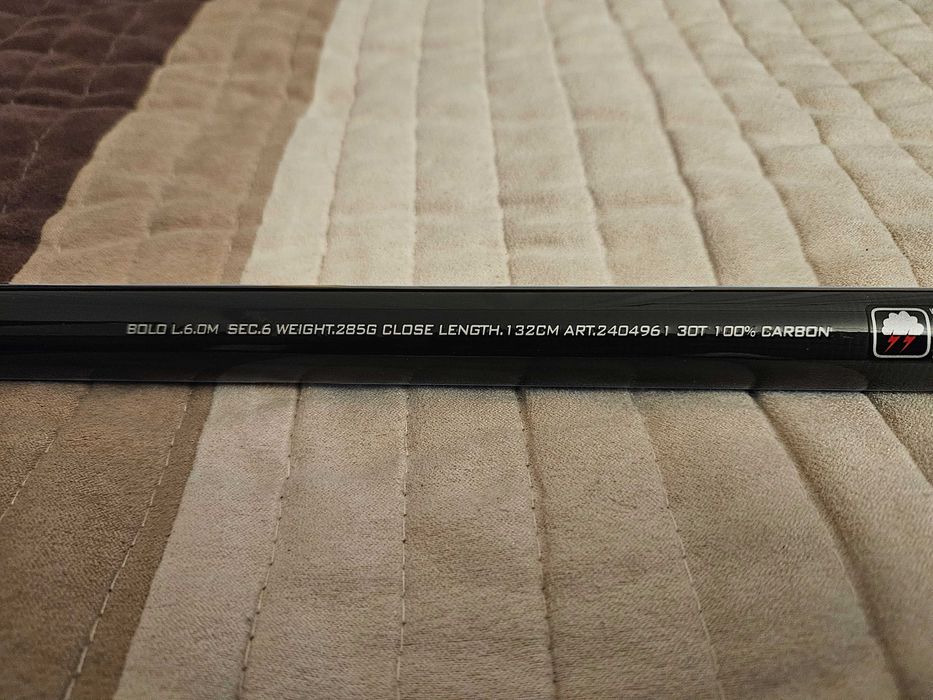 BOLO L.6.0M SEC.6 WEIGHT.285G CLOSE LENGTH.132CM ART.2404961 30T 100% CARBON